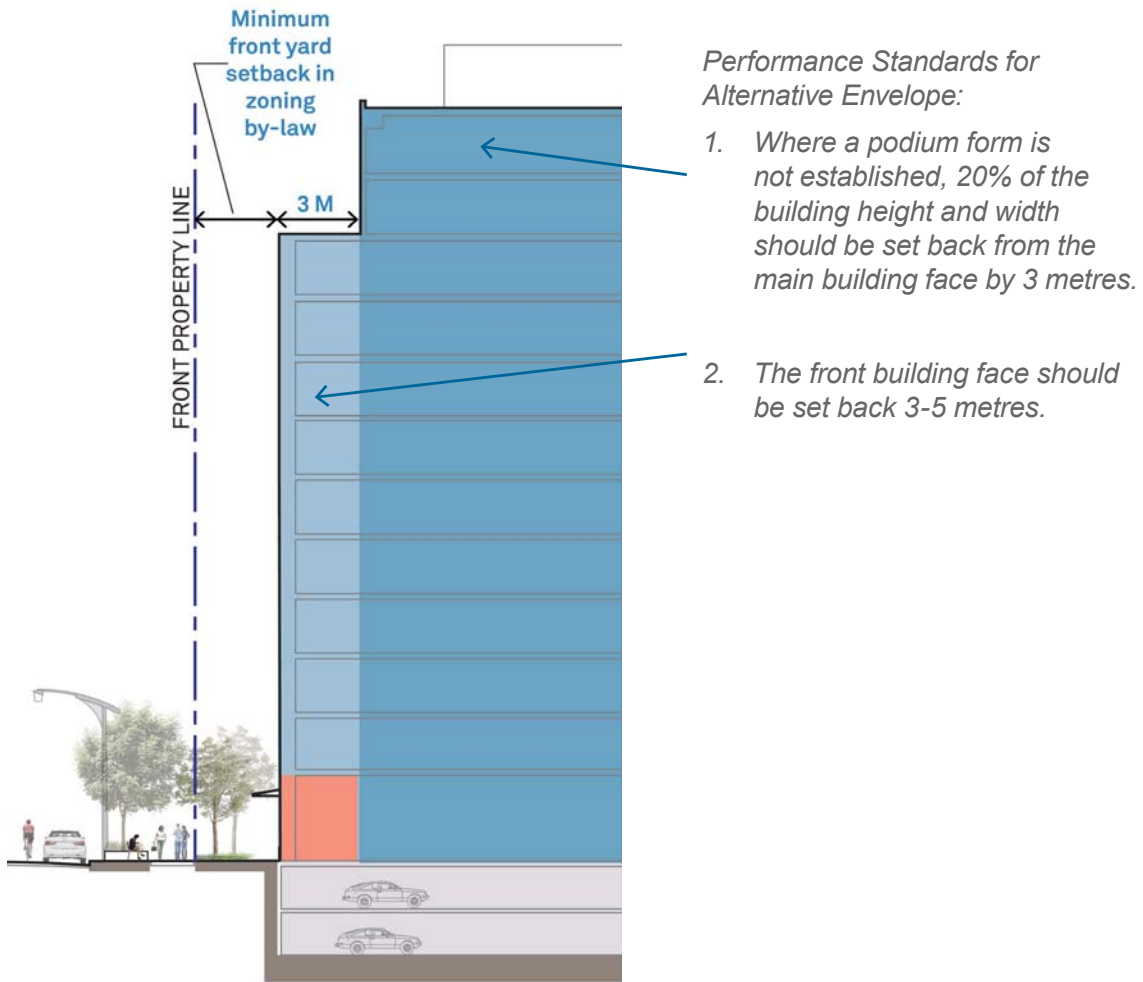 Minimum
front yard
setback in
zoning
by-law
3 M
FRONT PROPERTY LINE
Performance Standards for
Alternative Envelope:
1. Where a podium form is
not established, 20% of the
building height and width
should be set back from the
main building face by 3 metres.
2. The front building face should
be set back 3-5 metres.